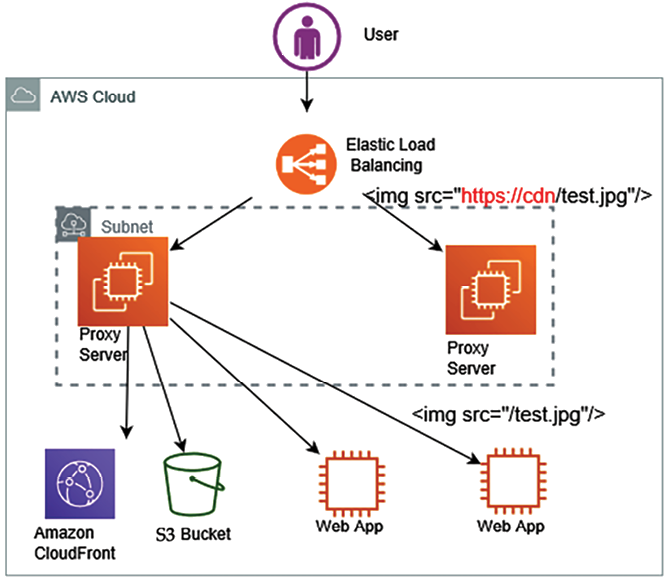 User
AWS Cloud
Elastic Load
Balancing
<img src="https://cdn/test.jpg"/>
Subnet
Proxy
Server
Proxy
Server
<img src="/test.jpg"/>
Amazon
CloudFront
S3 Bucket
Web App
Web App